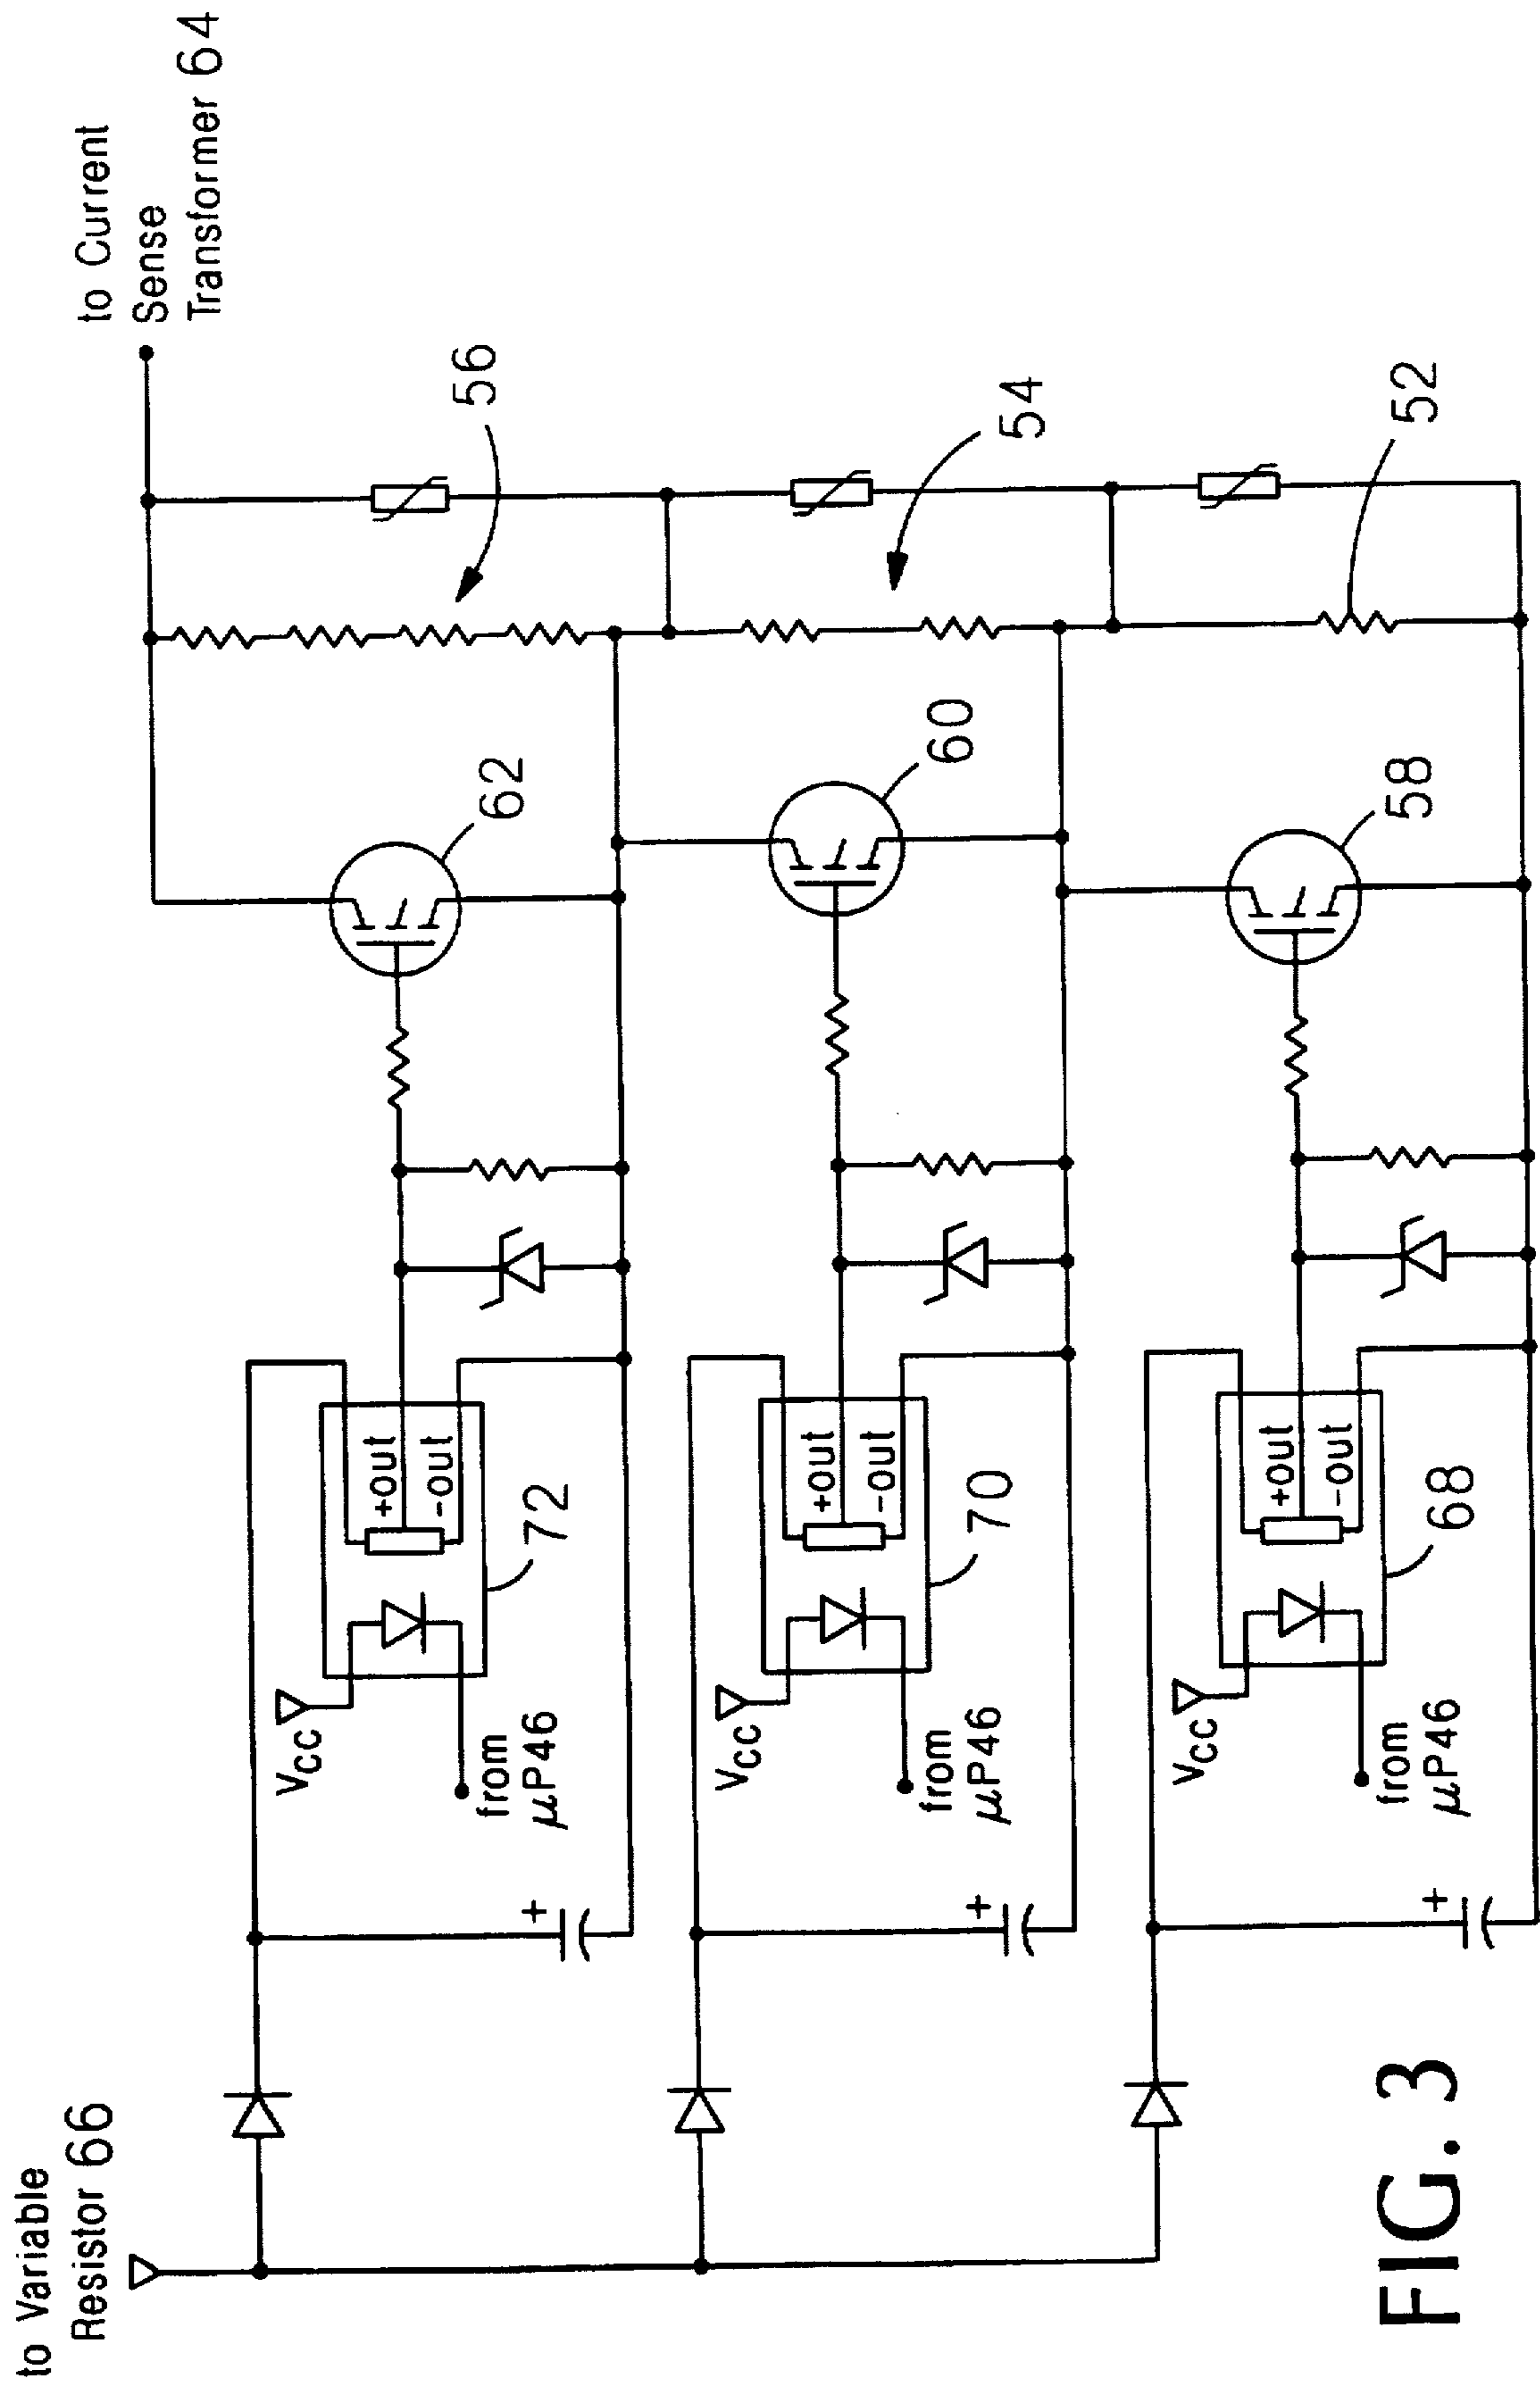 to Variable
Resistor 66
to Current
Sense
Transformer 64
VCC
from
μP46
+out
-out
72
62
56
VCC
from
μP46
+out
-out
70
60
54
VCC
from
μP46
+out
-out
68
58
52
FIG. 3